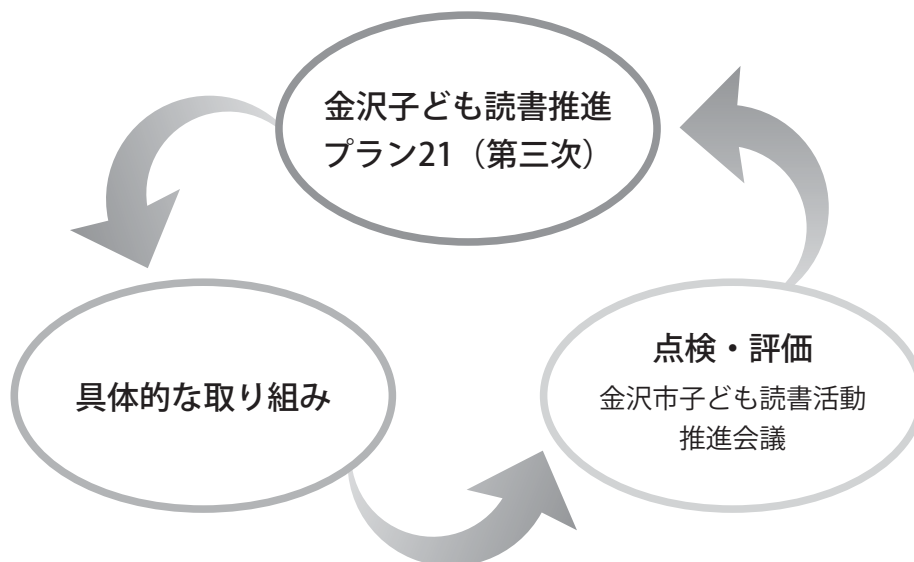 金沢子ども読書推進
プラン21（第三次）
具体的な取り組み
点検・評価
金沢市子ども読書活動
推進会議